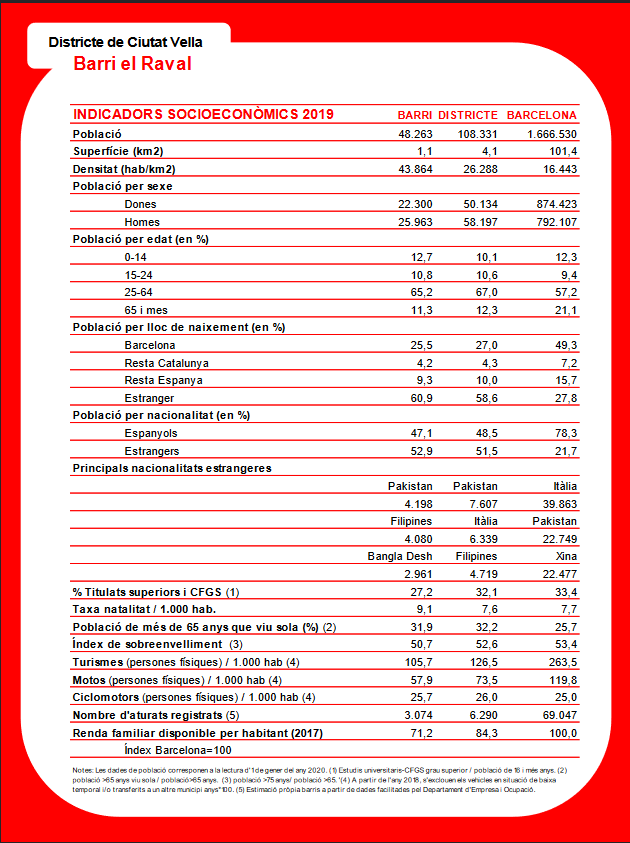 Districte de Ciutat Vella
Barri el Raval
INDICADORS SOCIOECONÒMICS 2019 BARRI DISTRICTE BARCELONA
Població 48.263 108.331 1.666.530
Superfície (km2) 1,1 4,1 101,4
Densitat (hab/km2) 43.864 26.288 16.443
Població per sexe
Dones 22.300 50.134 874.423
Homes 25.963 58.197 792.107
Població per edat (en %)
0-14 12,7 10,1 12,3
15-24 10,8 10,6 9,4
25-64 65,2 67,0 57,2
65 i mes 11,3 12,3 21,1
Població per lloc de naixement (en %)
Barcelona 25,5 27,0 49,3
Resta Catalunya 4,2 4,3 7,2
Resta Espanya 9,3 10,0 15,7
Estranger 60,9 58,6 27,8
Població per nacionalitat (en %)
Espanyols 47,1 48,5 78,3
Estrangers 52,9 51,5 21,7
Principals nacionalitats estrangeres
Pakistan Pakistan Itàlia
4.198 7.607 39.863
Filipines Itàlia Pakistan
4.080 6.339 22.749
Bangla Desh Filipines Xina
2.961 4.719 22.477
% Titulats superiors i CFGS (1) 27,2 32,1 33,4
Taxa natalitat / 1.000 hab. 9,1 7,6 7,7
Població de més de 65 anys que viu sola (%) (2) 31,9 32,2 25,7
Índex de sobreenvelliment (3) 50,7 52,6 53,4
Turismes (persones físiques) / 1.000 hab (4) 105,7 126,5 263,5
Motos (persones físiques) / 1.000 hab (4) 57,9 73,5 119,8
Ciclomotors (persones físiques) / 1.000 hab (4) 25,7 26,0 25,0
Nombre d'aturats registrats (5) 3.074 6.290 69.047
Renda familiar disponible per habitant (2017) 71,2 84,3 100,0
Índex Barcelona=100
Notes: Les dades de població corresponen a la lectura d'1 de gener del any 2020. (1) Estudis universitaris-CFGS grau superior / població de 16 i més anys. (2)
població >65 anys viu sola / població>65 anys. (3) població >75 anys/ població >65. '(4) A partir de l'any 2018, s'exclouen els vehicles en situació de baixa
temporal i/o transferits a un altre municipi anys*100. (5) Estimació pròpia barris a partir de dades facilitades pel Departament d'Empresa i Ocupació.